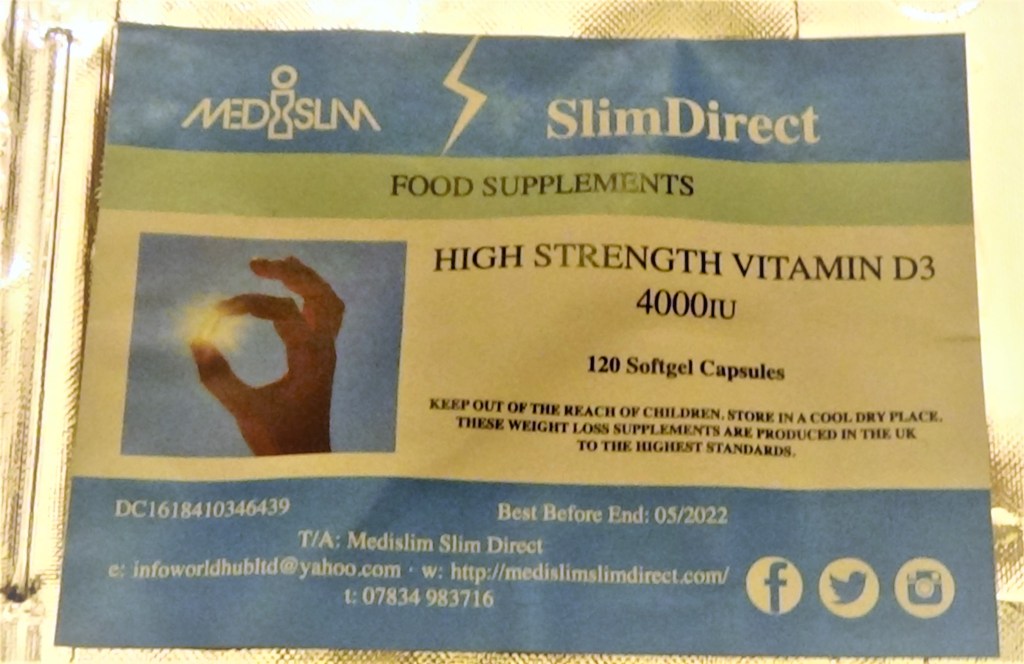 MEDISLIM
SlimDirect
FOOD SUPPLEMENTS
HIGH STRENGTH VITAMIN D3
4000IU
120 Softgel Capsules
KEEP OUT OF THE REACH OF CHILDREN. STORE IN A COOL DRY PLACE.
THESE WEIGHT LOSS SUPPLEMENTS ARE PRODUCED IN THE UK
TO THE HIGHEST STANDARDS.
DC1618410346439
Best Before End: 05/2022
T/A: Medislim Slim Direct
e: infoworldhubltd@yahoo.com · w: http://medislimslimdirect.com/
t: 07834 983716